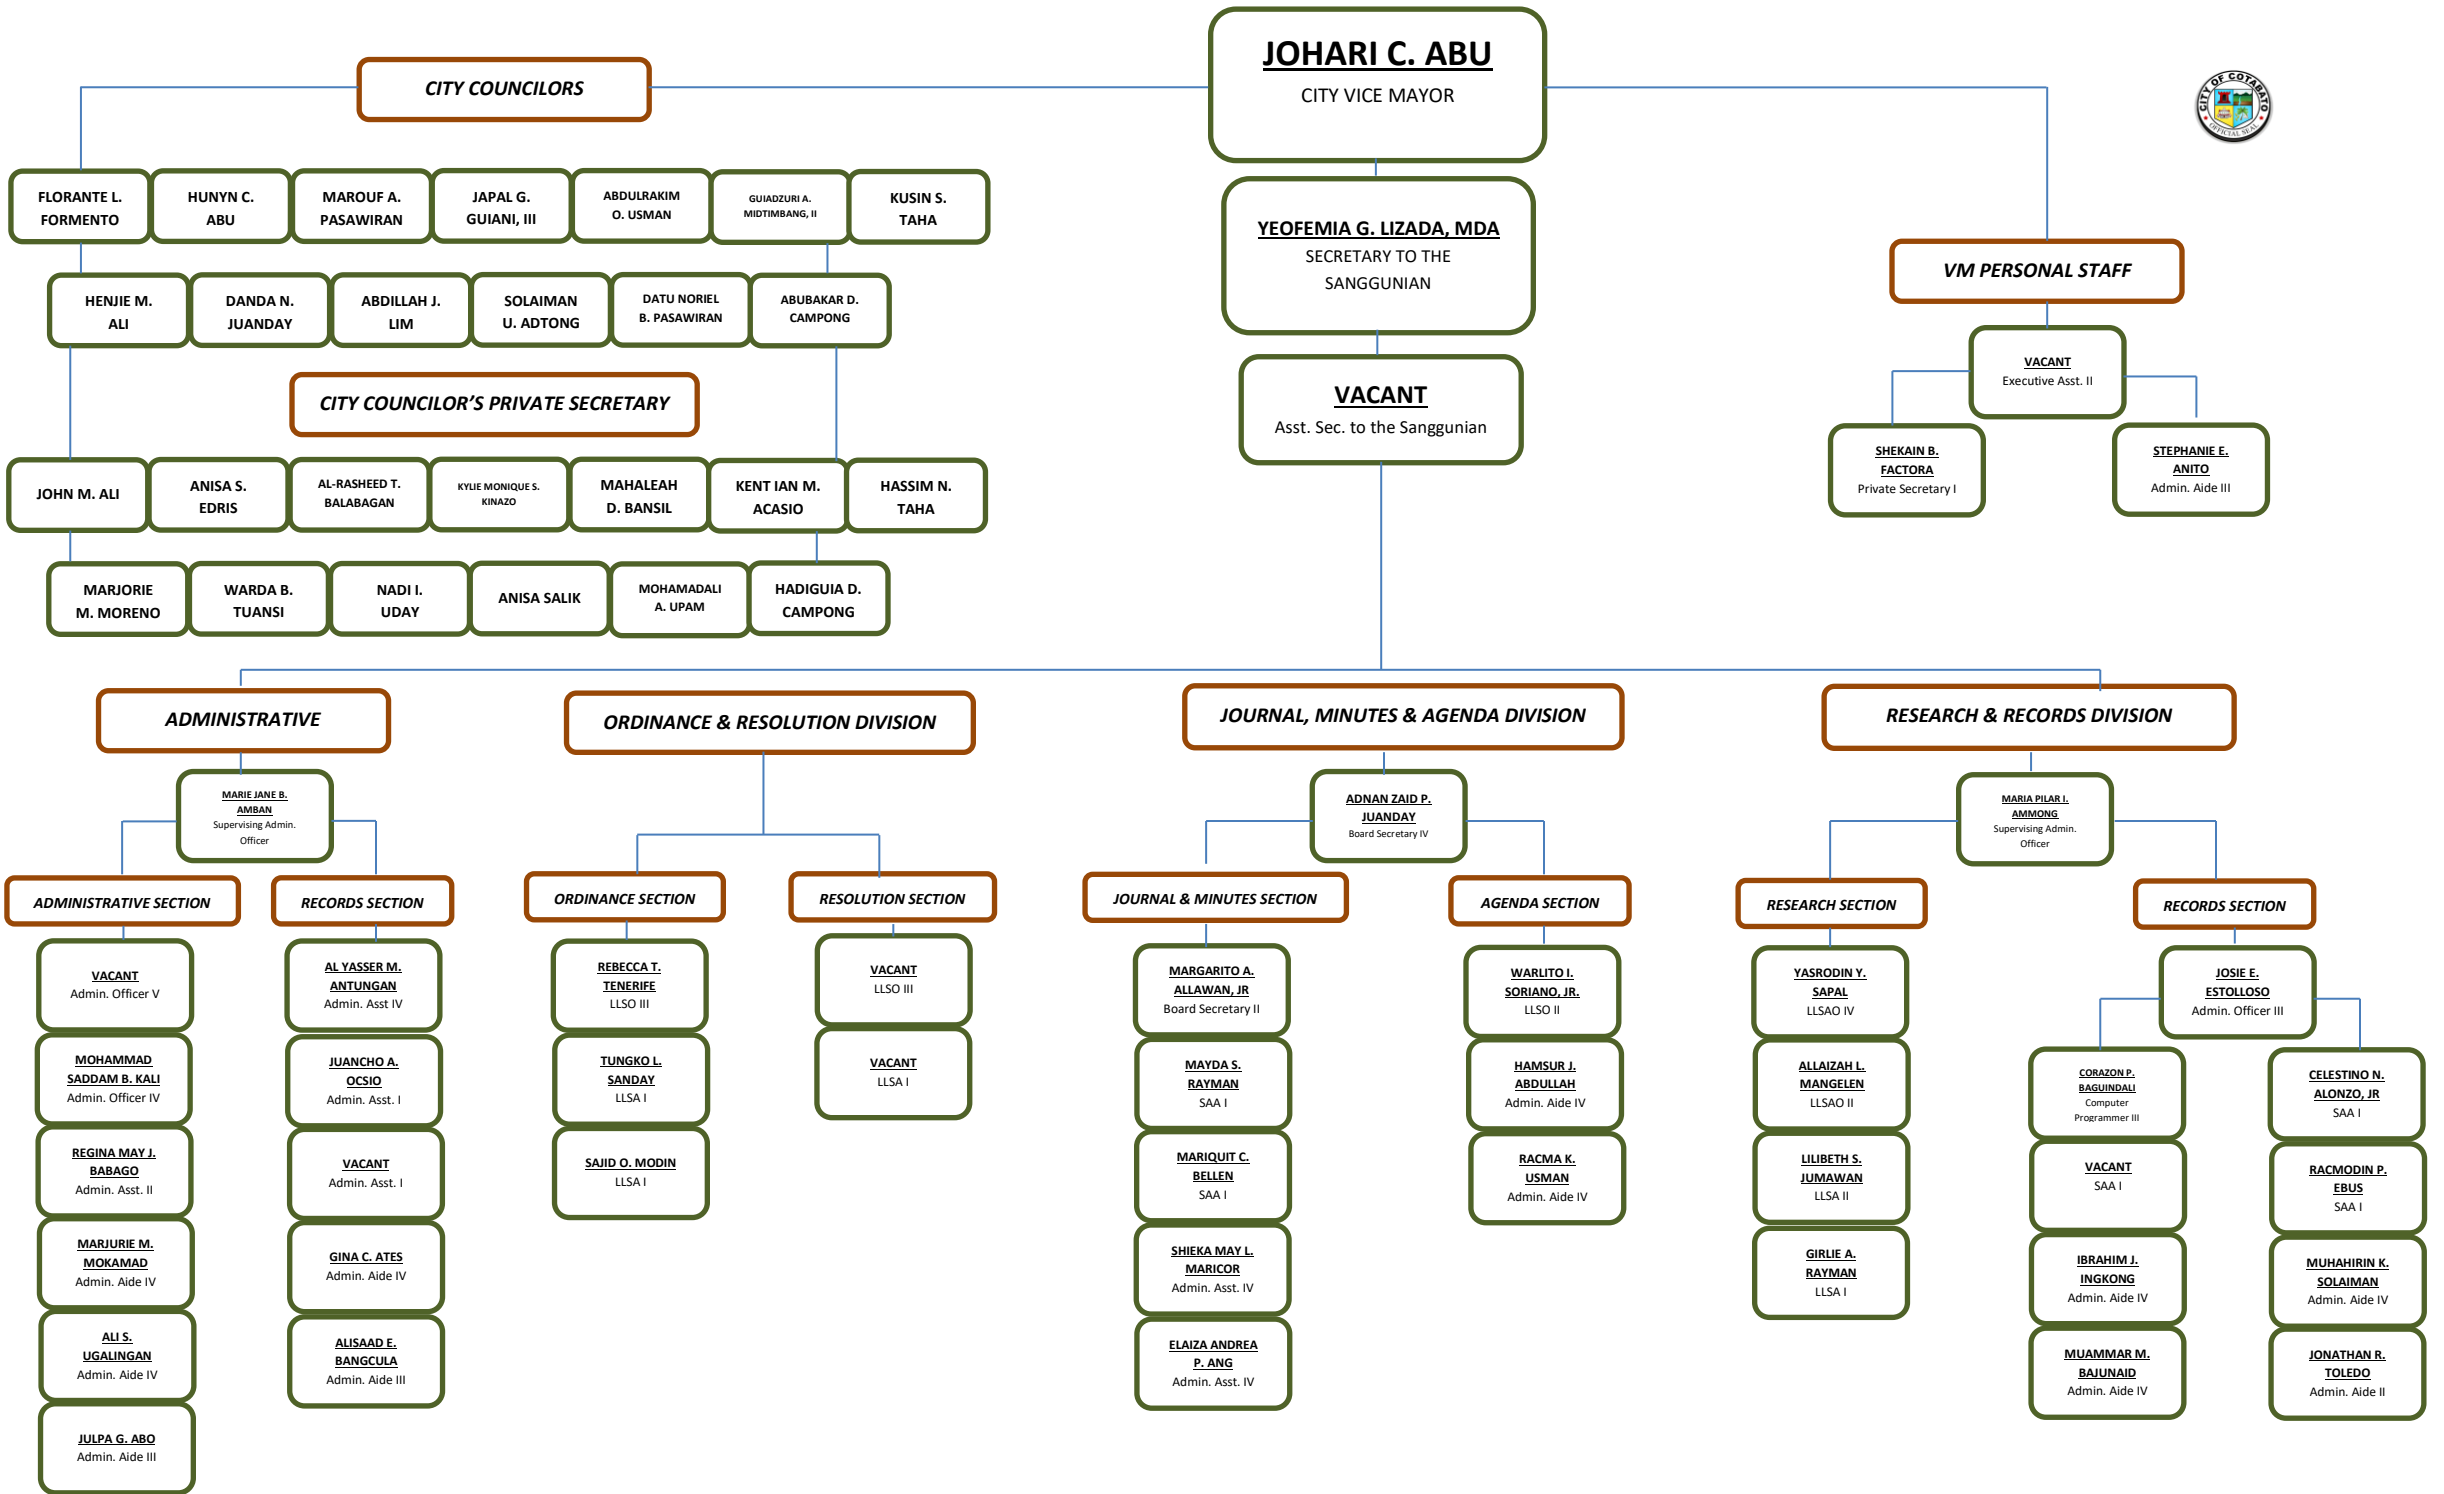 JOHARI C. ABU
CITY VICE MAYOR
CITY OF COTABATO
OFFICIAL SEAL
YEOFEMIA G. LIZADA, MDA
SECRETARY TO THE
SANGGUNIAN
VACANT
Asst. Sec. to the Sanggunian
CITY COUNCILORS
FLORANTE L.
FORMENTO
HUNYN C.
ABU
MAROUF A.
PASAWIRAN
JAPAL G.
GUIANI, III
ABDULRAKIM
O. USMAN
GUIADZURI A.
MIDTIMBANG, II
KUSIN S.
TAHA
HENJIE M.
ALI
DANDA N.
JUANDAY
ABDILLAH J.
LIM
SOLAIMAN
U. ADTONG
DATU NORIEL
B. PASAWIRAN
ABUBAKAR D.
CAMPONG
CITY COUNCILOR'S PRIVATE SECRETARY
JOHN M. ALI
ANISA S.
EDRIS
AL-RASHEED T.
BALABAGAN
KYLIE MONIQUE S.
KINAZO
MAHALEAH
D. BANSIL
KENT IAN M.
ACASIO
HASSIM N.
TAHA
MARJORIE
M. MORENO
WARDA B.
TUANSI
NADI I.
UDAY
ANISA SALIK
MOHAMADALI
A. UPAM
HADIGUIA D.
CAMPONG
VM PERSONAL STAFF
VACANT
Executive Asst. II
SHEKAIN B.
FACTORA
Private Secretary I
STEPHANIE E.
ANITO
Admin. Aide III
ADMINISTRATIVE
MARIE JANE B.
AMBAN
Supervising Admin.
Officer
ADMINISTRATIVE SECTION
VACANT
Admin. Officer V
MOHAMMAD
SADDAM B. KALI
Admin. Officer IV
REGINA MAY J.
BABAGO
Admin. Asst. II
MARJURIE M.
MOKAMAD
Admin. Aide IV
ALI S.
UGALINGAN
Admin. Aide IV
JULPA G. ABO
Admin. Aide III
RECORDS SECTION
AL YASSER M.
ANTUNGAN
Admin. Asst IV
JUANCHO A.
OCSIO
Admin. Asst. I
VACANT
Admin. Asst. I
GINA C. ATES
Admin. Aide IV
ALISAAD E.
BANGCULA
Admin. Aide III
ORDINANCE & RESOLUTION DIVISION
ORDINANCE SECTION
REBECCA T.
TENERIFE
LLSO III
TUNGKO L.
SANDAY
LLSA I
SAJID O. MODIN
LLSA I
RESOLUTION SECTION
VACANT
LLSO III
VACANT
LLSA I
JOURNAL, MINUTES & AGENDA DIVISION
ADNAN ZAID P.
JUANDAY
Board Secretary IV
JOURNAL & MINUTES SECTION
MARGARITO A.
ALLAWAN, JR
Board Secretary II
MAYDA S.
RAYMAN
SAA I
MARIQUIT C.
BELLEN
SAA I
SHIEKA MAY L.
MARICOR
Admin. Asst. IV
ELAIZA ANDREA
P. ANG
Admin. Asst. IV
AGENDA SECTION
WARLITO I.
SORIANO, JR.
LLSO II
HAMSUR J.
ABDULLAH
Admin. Aide IV
RACMA K.
USMAN
Admin. Aide IV
RESEARCH & RECORDS DIVISION
MARIA PILAR I.
AMMONG
Supervising Admin.
Officer
RESEARCH SECTION
YASRODIN Y.
SAPAL
LLSAO IV
ALLAIZAH L.
MANGELEN
LLSAO II
LILIBETH S.
JUMAWAN
LLSA II
GIRLIE A.
RAYMAN
LLSA I
RECORDS SECTION
JOSIE E.
ESTOLLOSO
Admin. Officer III
CORAZON P.
BAGUINDALI
Computer
Programmer III
VACANT
SAA I
IBRAHIM J.
INGKONG
Admin. Aide IV
MUAMMAR M.
BAJUNAID
Admin. Aide IV
CELESTINO N.
ALONZO, JR
SAA I
RACMODIN P.
EBUS
SAA I
MUHAHIRIN K.
SOLAIMAN
Admin. Aide IV
JONATHAN R.
TOLEDO
Admin. Aide II